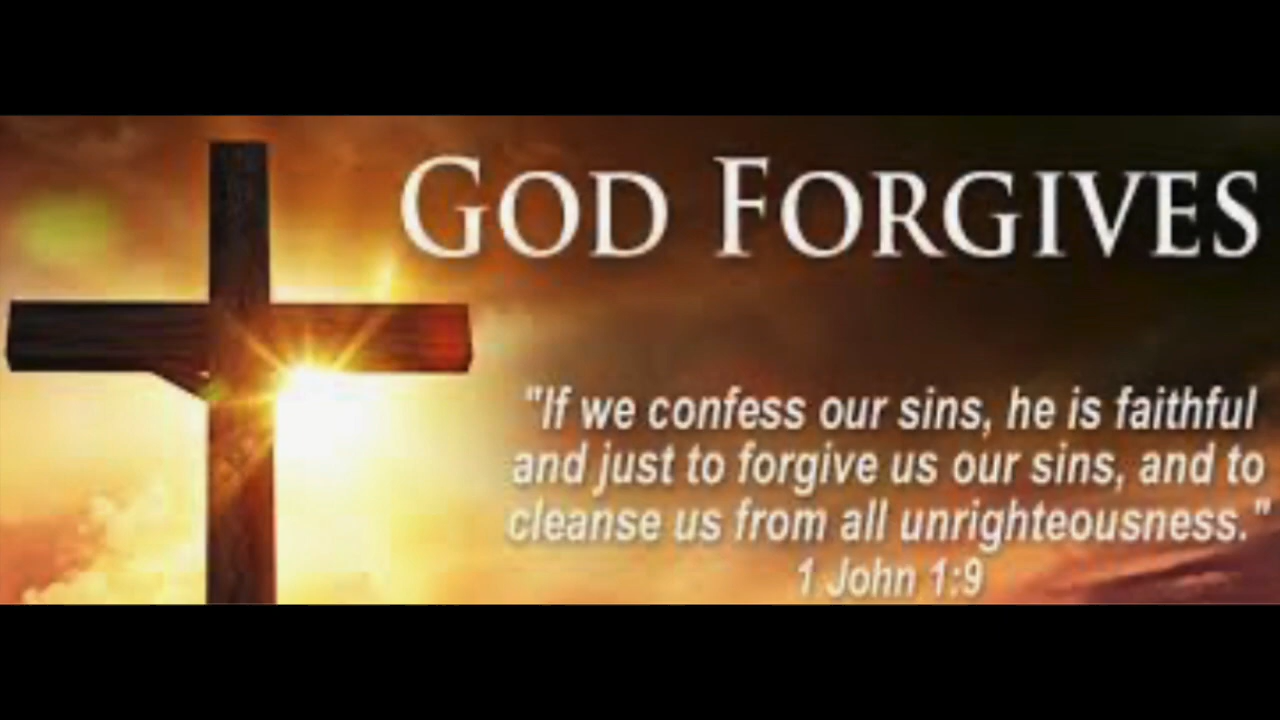 GOD FORGIVES
"If we confess our sins, he is faithful
and just to forgive us our sins, and to
cleanse us from all unrighteousness."
1 John 1:9